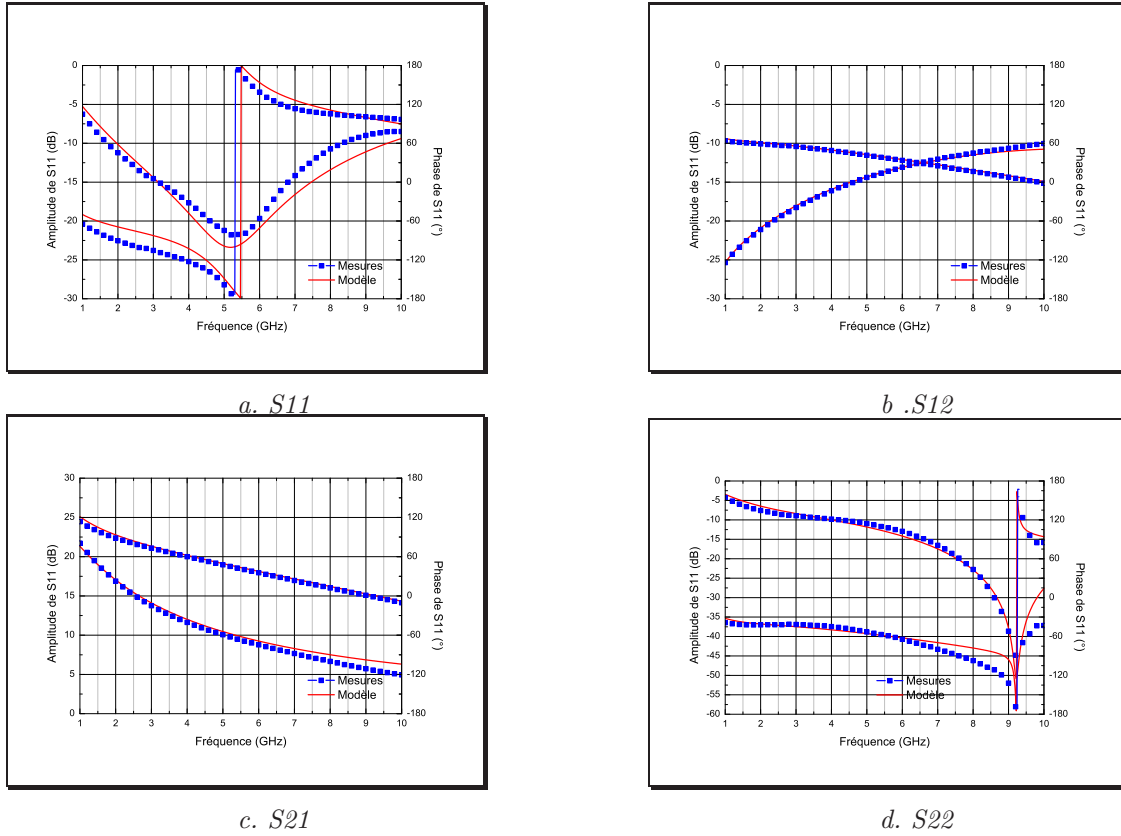 0
-5
-10
-15
-20
-25
-30
Amplitude de S11 (dB)
180
120
60
0
-60
-120
-180
Phase de S11 (°)
Mesures
Modèle
1 2 3 4 5 6 7 8 9 10
Fréquence (GHz)
a. S11
0
-5
-10
-15
-20
-25
-30
Amplitude de S11 (dB)
180
120
60
0
-60
-120
-180
Phase de S11 (°)
Mesures
Modèle
1 2 3 4 5 6 7 8 9 10
Fréquence (GHz)
b .S12
30
25
20
15
10
5
0
Amplitude de S11 (dB)
180
120
60
0
-60
-120
-180
Phase de S11 (°)
Mesures
Modèle
1 2 3 4 5 6 7 8 9 10
Fréquence (GHz)
c. S21
0
-5
-10
-15
-20
-25
-30
-35
-40
-45
-50
-55
-60
Amplitude de S11 (dB)
180
120
60
0
-60
-120
-180
Phase de S11 (°)
Mesures
Modèle
1 2 3 4 5 6 7 8 9 10
Fréquence (GHz)
d. S22